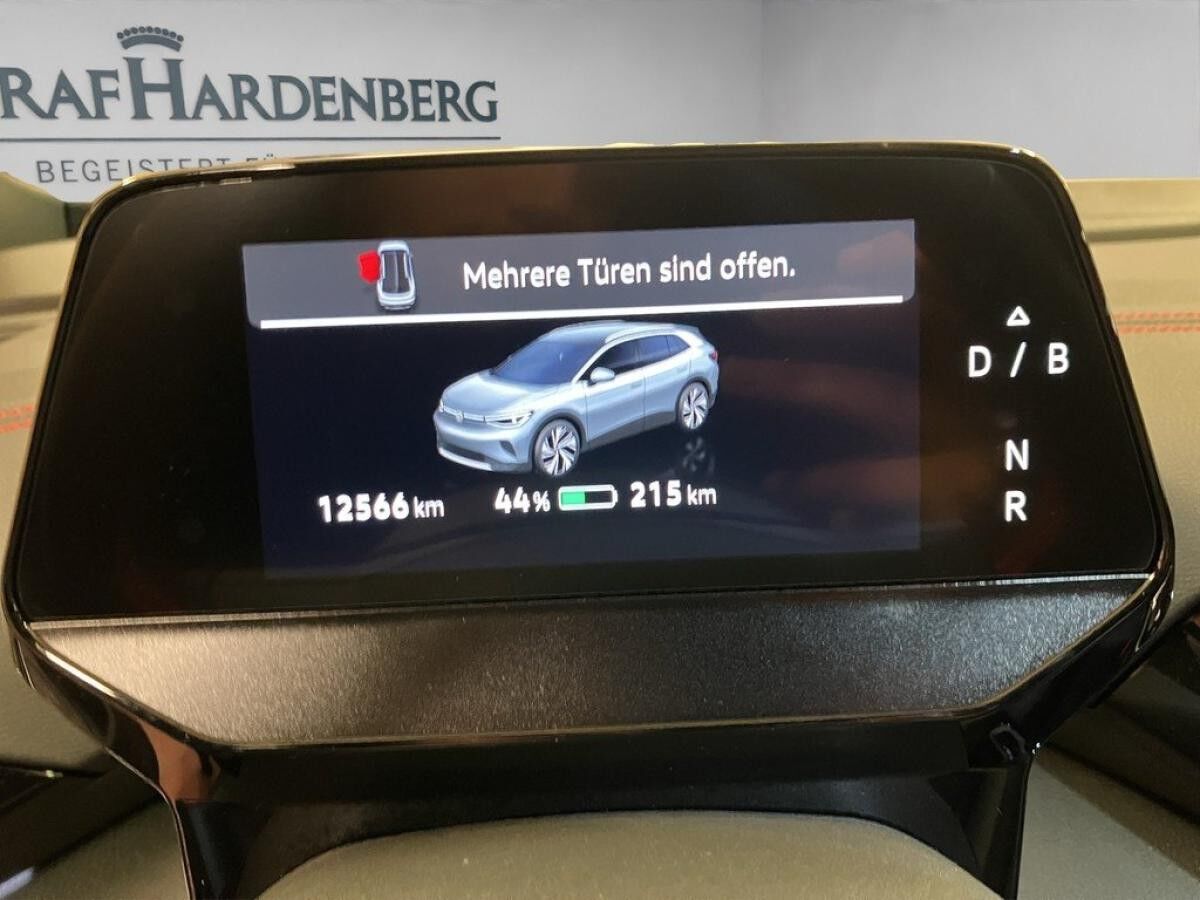 RAFHARDENBERG
BEGEISTERT
Mehrere Türen sind offen.
D / B
12566 km 44% 215 km
N
R